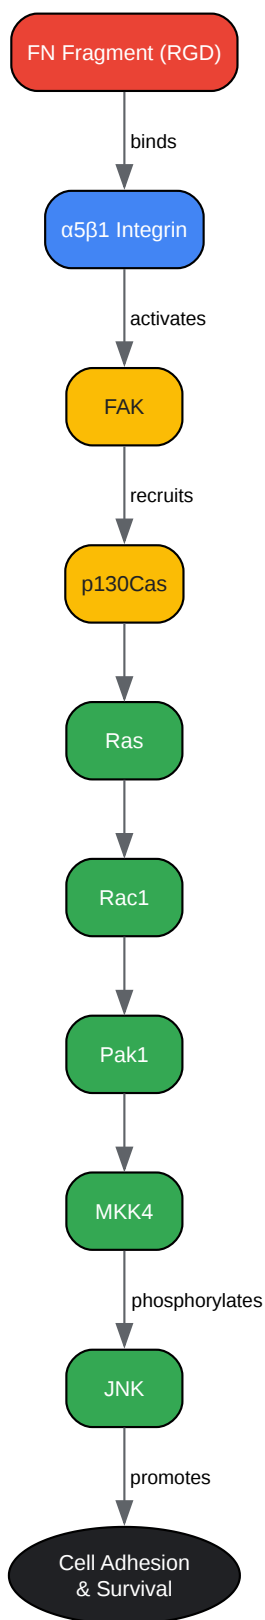 FN Fragment (RGD)
binds
α5β1 Integrin
activates
FAK
recruits
p130Cas
Ras
Rac1
Pak1
MKK4
phosphorylates
JNK
promotes
Cell Adhesion
& Survival